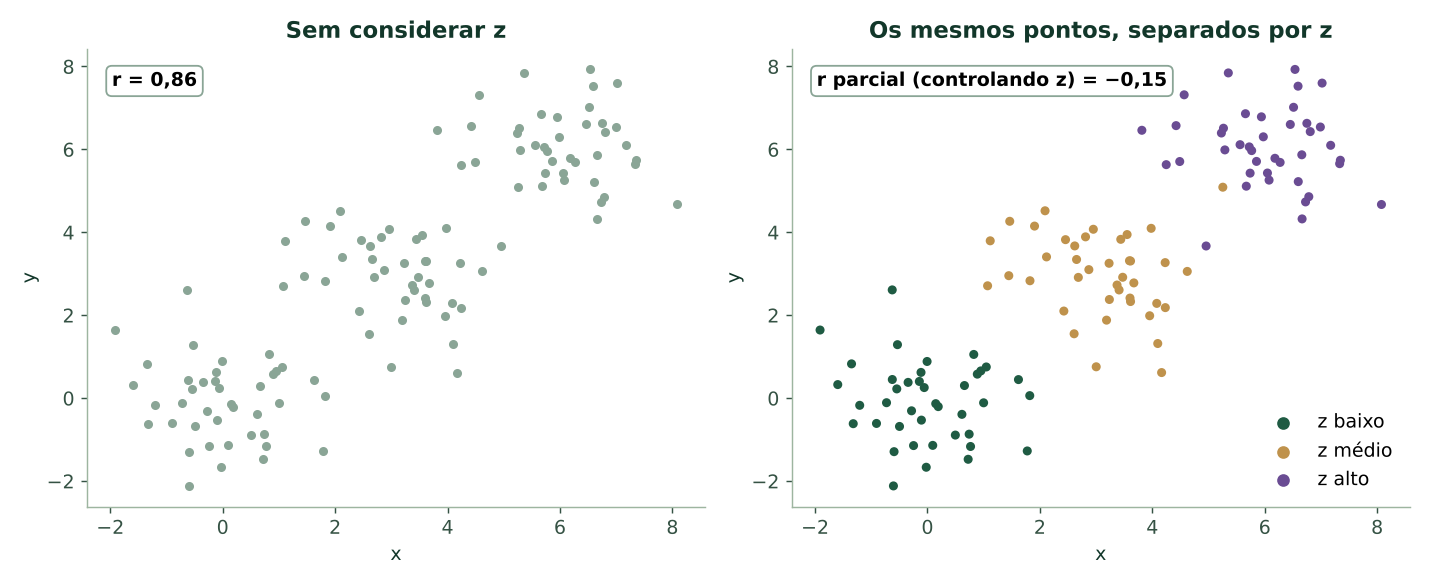 Sem considerar z
r = 0,86
8
6
4
2
0
−2
y
−2
0
2
4
6
8
x
Os mesmos pontos, separados por z
r parcial (controlando z) = −0,15
8
6
4
2
0
−2
y
z baixo
z médio
z alto
−2
0
2
4
6
8
x